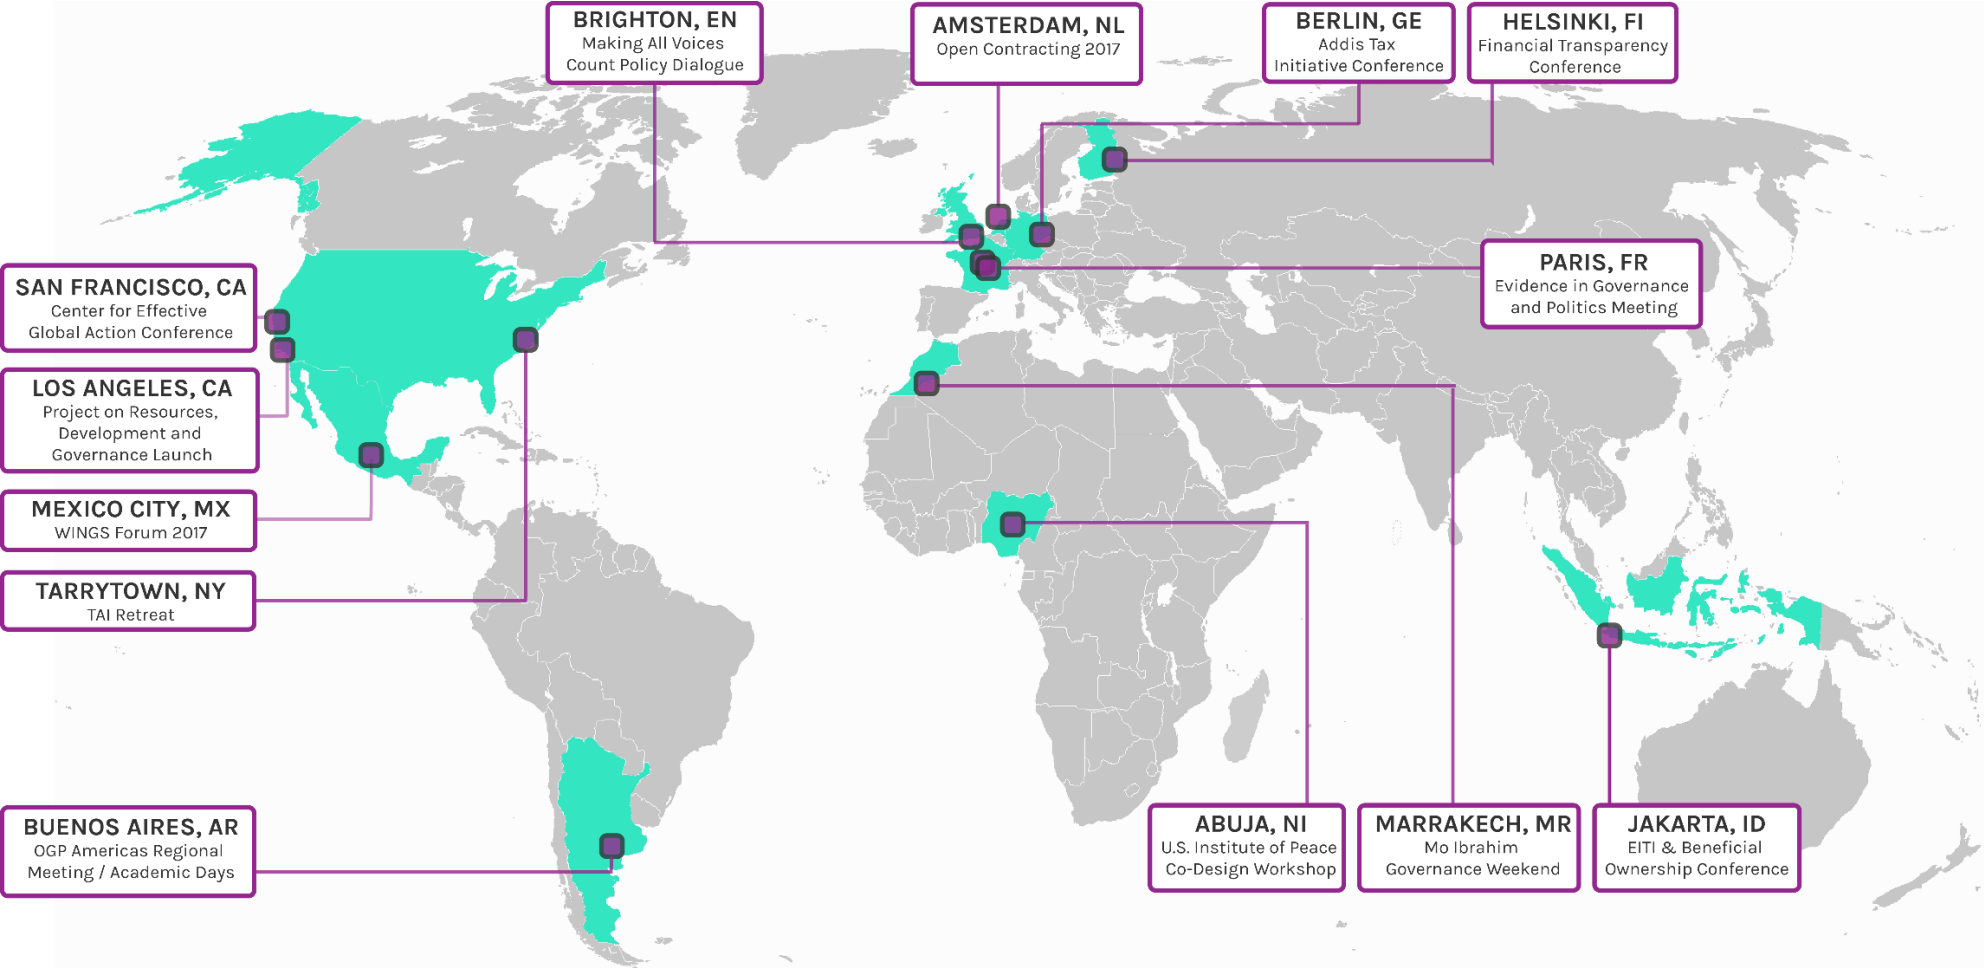 BRIGHTON, EN
Making All Voices
Count Policy Dialogue
AMSTERDAM, NL
Open Contracting 2017
BERLIN, GE
Addis Tax
Initiative Conference
HELSINKI, FI
Financial Transparency
Conference
SAN FRANCISCO, CA
Center for Effective
Global Action Conference
PARIS, FR
Evidence in Governance
and Politics Meeting
LOS ANGELES, CA
Project on Resources,
Development and
Governance Launch
MEXICO CITY, MX
WINGS Forum 2017
TARRYTOWN, NY
TAI Retreat
BUENOS AIRES, AR
OGP Americas Regional
Meeting / Academic Days
ABUJA, NI
U.S. Institute of Peace
Co-Design Workshop
MARRAKECH, MR
Mo Ibrahim
Governance Weekend
JAKARTA, ID
EITI & Beneficial
Ownership Conference